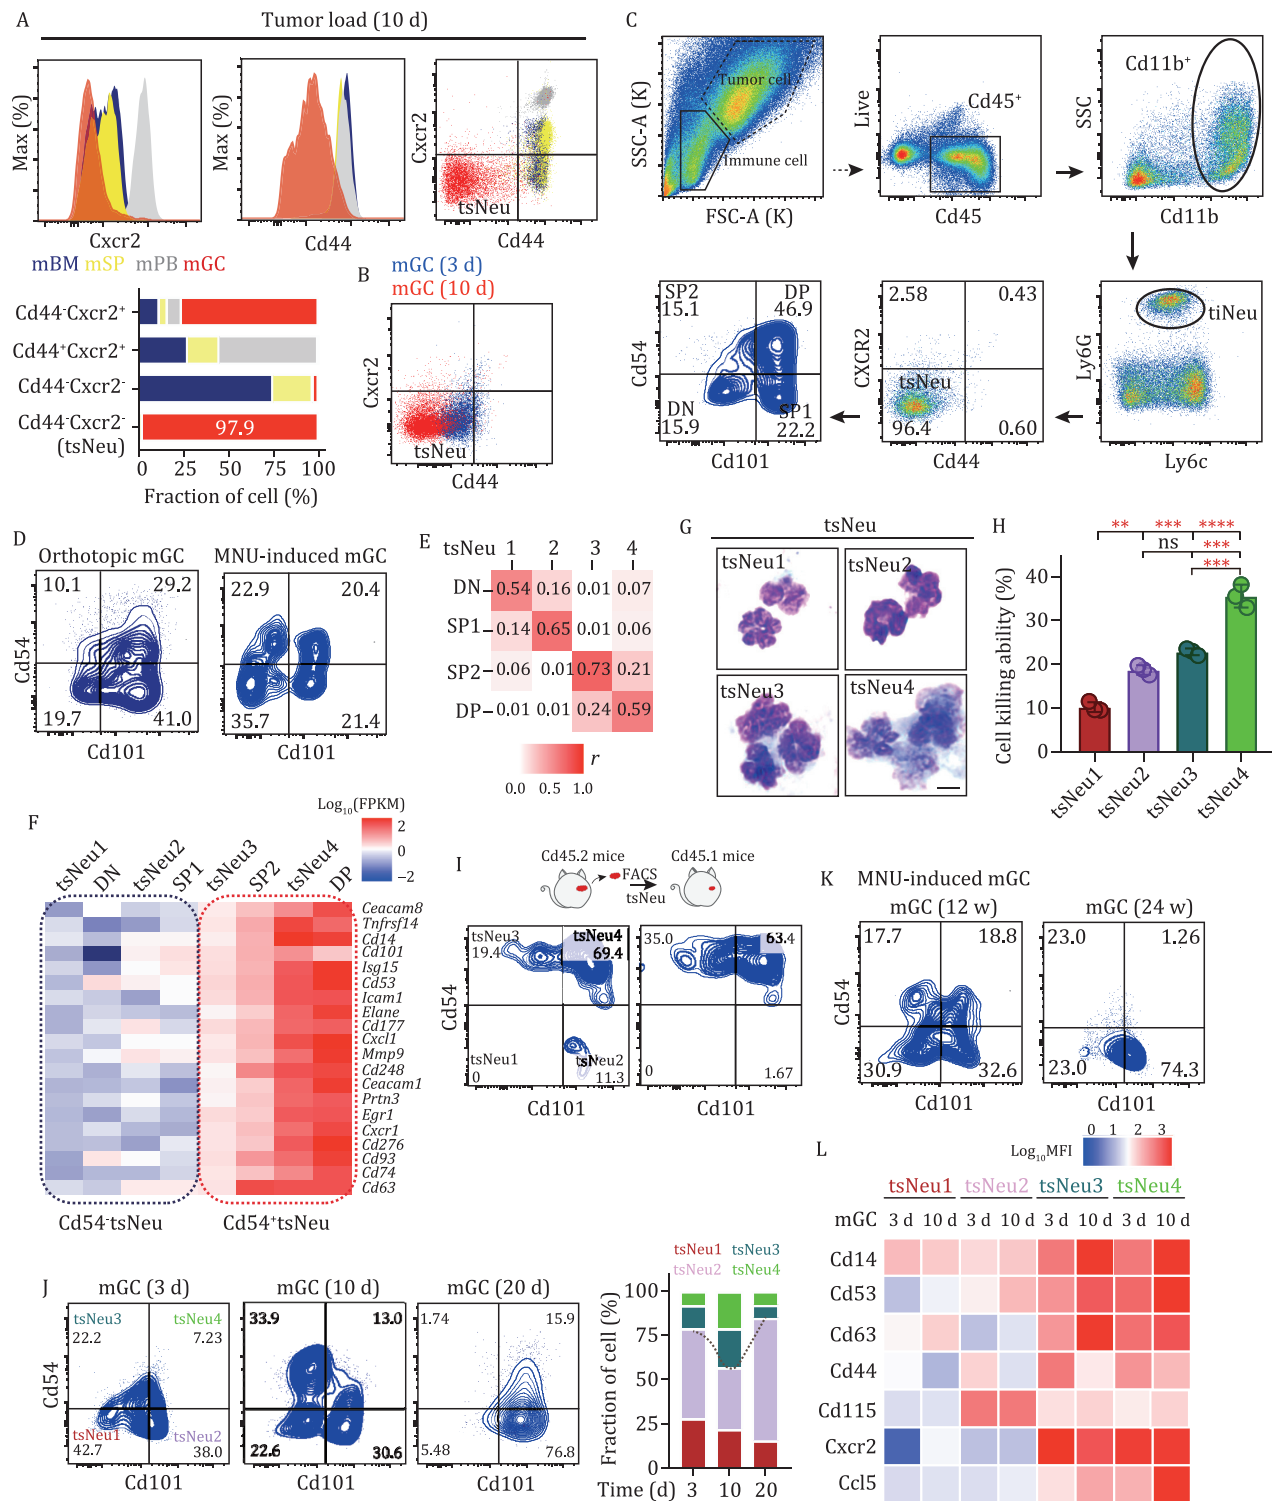 A
Tumor load (10 d)
Max (%)
Cxcr2
Max (%)
Cd44
Cxcr2
tsNeu
Cd44
mBM mSP mPB mGC
Cd44-Cxcr2+
Cd44+Cxcr2+
Cd44-Cxcr2-
Cd44-Cxcr2-
(tsNeu)
97.9
0 25 50 75 100
Fraction of cell (%)
B
mGC (3 d)
mGC (10 d)
Cxcr2
tsNeu
Cd44
C
SSC-A (K)
Tumor cell
Immune cell
FSC-A (K)
Live
Cd45+
Cd45
SSC
Cd11b+
Cd11b
Ly6G
tiNeu
Ly6c
CXCR2
2.58 0.43
tsNeu
96.4 0.60
Cd44
Cd54
SP2 DP
15.1 46.9
DN SP1
15.9 22.2
Cd101
D
Orthotopic mGC MNU-induced mGC
Cd54
10.1 29.2
19.7 41.0
Cd101
22.9 20.4
35.7 21.4
Cd101
E
tsNeu 1 2 3 4
DN 0.54 0.16 0.01 0.07
SP1 0.14 0.65 0.01 0.06
SP2 0.06 0.01 0.73 0.21
DP 0.01 0.01 0.24 0.59
r
0.0 0.5 1.0
G
tsNeu
tsNeu1
tsNeu2
tsNeu3
tsNeu4
H
** *** ****
ns ***
***
Cell killing ability (%)
40
30
20
10
0
tsNeu1 tsNeu2 tsNeu3 tsNeu4
F
Log10(FPKM)
2
0
-2
tsNeu1 DN tsNeu2 SP1 tsNeu3 SP2 tsNeu4 DP
Ceacam8
Tnfrsf14
Cd14
Cd101
Isg15
Cd53
Icam1
Elane
Cd177
Cxcl1
Mmp9
Cd248
Ceacam1
Prtn3
Egr1
Cxcr1
Cd276
Cd93
Cd74
Cd63
Cd54-tsNeu Cd54+tsNeu
I
Cd45.2 mice Cd45.1 mice
FACS
tsNeu
Cd54
tsNeu3 tsNeu4
19.4 69.4
tsNeu1 tsNeu2
0 11.3
Cd101
35.0 63.4
0 1.67
Cd101
K
MNU-induced mGC
mGC (12 w) mGC (24 w)
Cd54
17.7 18.8
30.9 32.6
Cd101
23.0 1.26
23.0 74.3
Cd101
J
mGC (3 d) mGC (10 d) mGC (20 d)
Cd54
tsNeu3 tsNeu4
22.2 7.23
tsNeu1 tsNeu2
42.7 38.0
Cd101
33.9 13.0
22.6 30.6
Cd101
1.74 15.9
5.48 76.8
Cd101
tsNeu1 tsNeu3
tsNeu2 tsNeu4
Fraction of cell (%)
100
75
50
25
0
Time (d) 3 10 20
L
Log10MFI
0 1 2 3
tsNeu1 tsNeu2 tsNeu3 tsNeu4
mGC 3 d 10 d 3 d 10 d 3 d 10 d 3 d 10 d
Cd14
Cd53
Cd63
Cd44
Cd115
Cxcr2
Ccl5